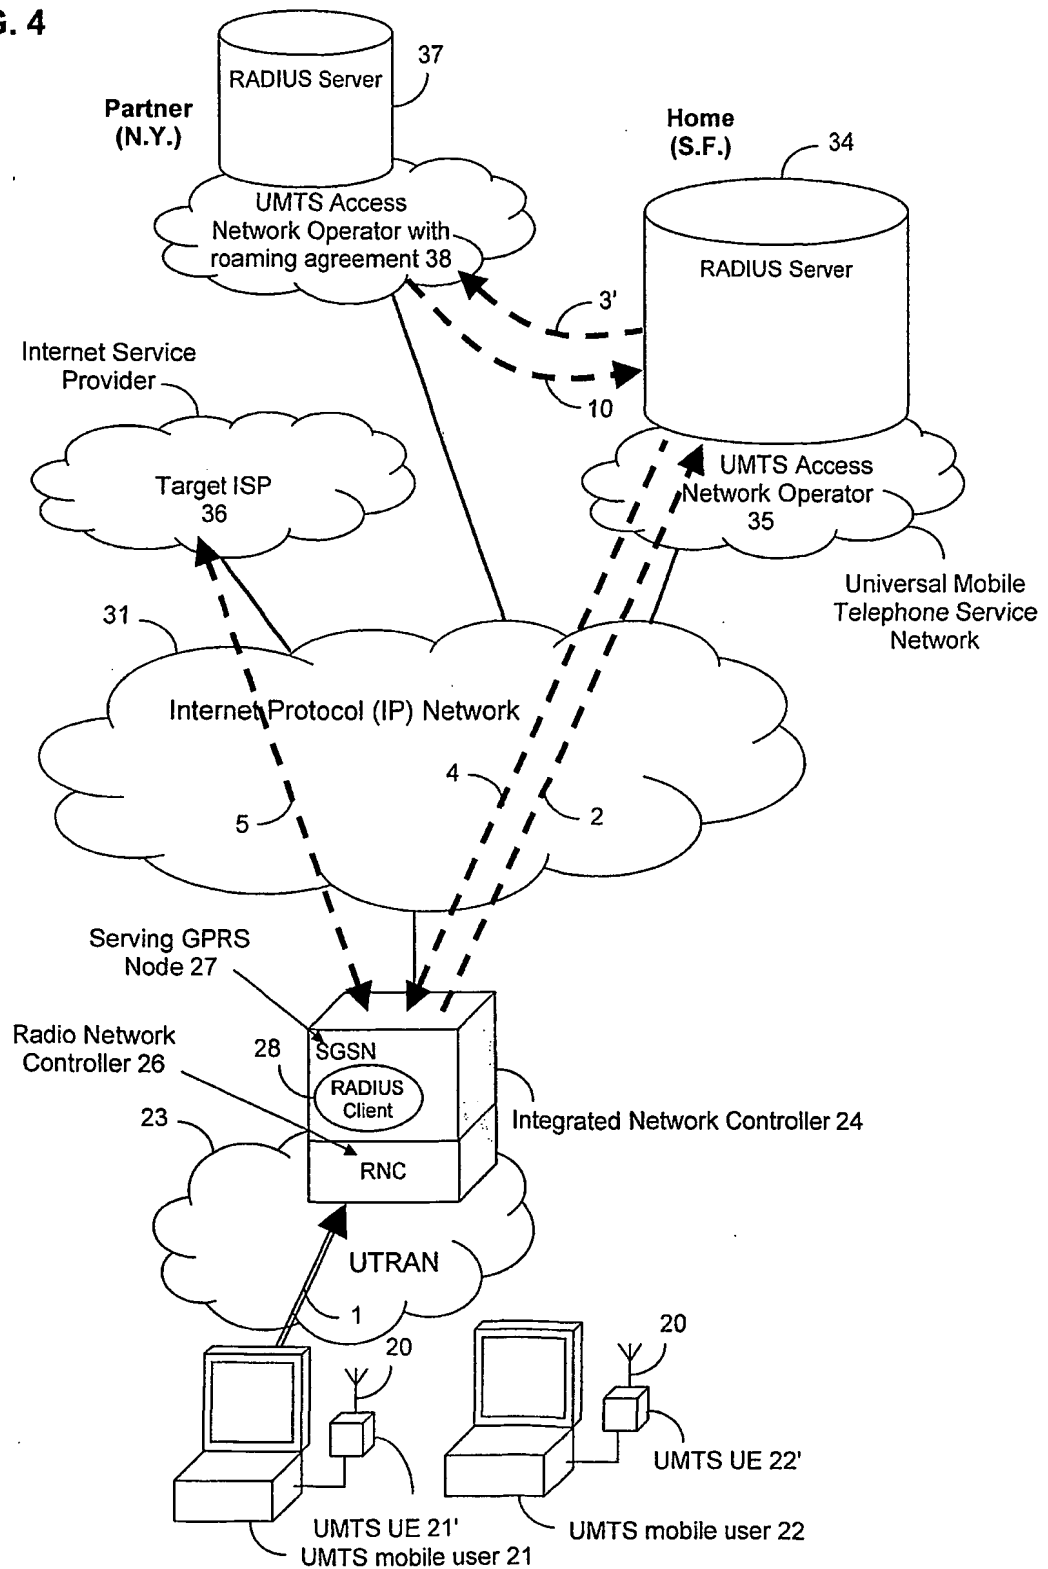 G. 4
RADIUS Server
37
Partner
(N.Y.)
Home
(S.F.)
34
UMTS Access
Network Operator with
roaming agreement 38
RADIUS Server
3'
10
Internet Service
Provider
Target ISP
36
UMTS Access
Network Operator
35
Universal Mobile
Telephone Service
Network
31
Internet Protocol (IP) Network
4
2
5
Serving GPRS
Node 27
Radio Network
Controller 26
SGSN
28
RADIUS
Client
23
Integrated Network Controller 24
RNC
UTRAN
1
20
20
UMTS UE 22'
UMTS UE 21'
UMTS mobile user 22
UMTS mobile user 21